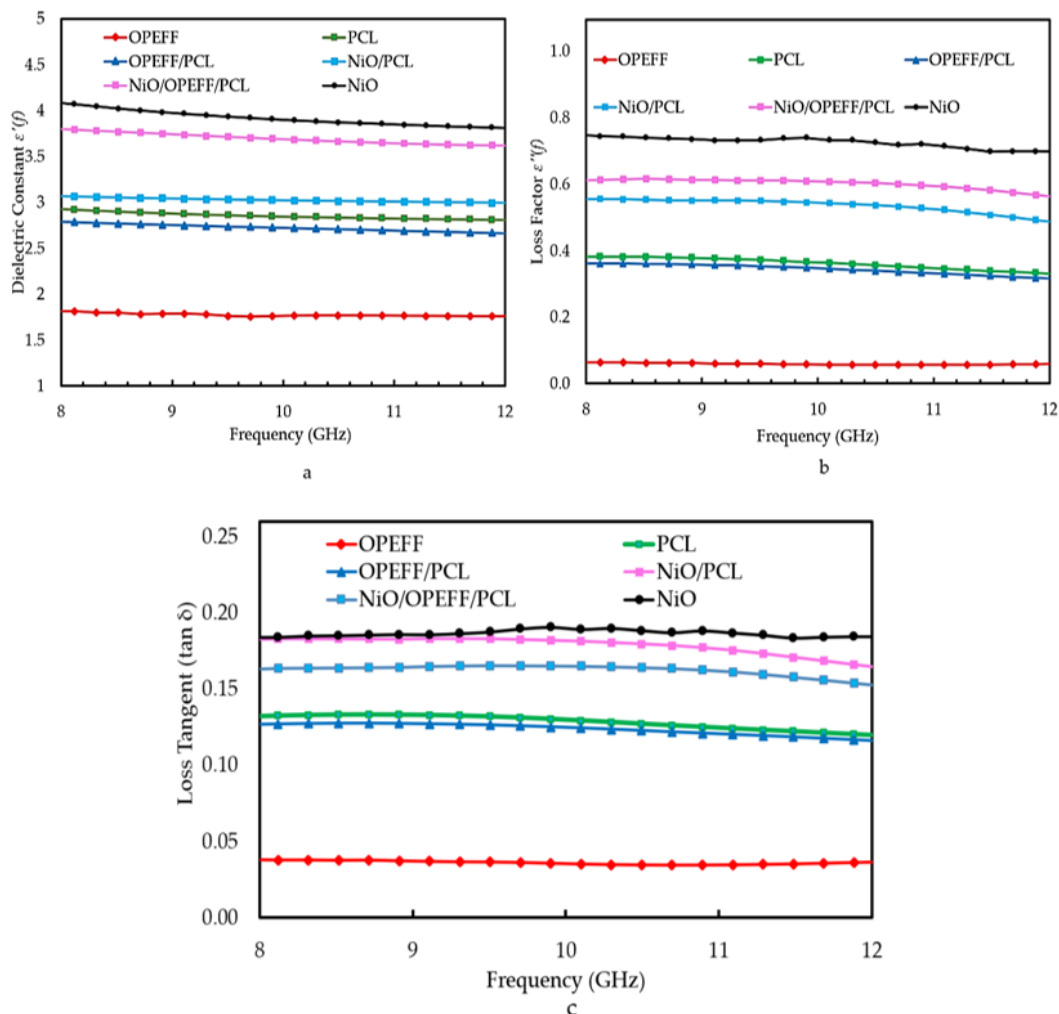 5
4.5
4
3.5
3
2.5
2
1.5
1
Dielectric Constant ε′(f)
OPEFF PCL
OPEFF/PCL NiO/PCL
NiO/OPEFF/PCL NiO
8 9 10 11 12
Frequency (GHz)
a
1.0
0.8
0.6
0.4
0.2
0.0
Loss Factor ε″(f)
OPEFF PCL OPEFF/PCL
NiO/PCL NiO/OPEFF/PCL NiO
8 9 10 11 12
Frequency (GHz)
b
0.25
0.20
0.15
0.10
0.05
0.00
Loss Tangent (tan δ)
OPEFF PCL
OPEFF/PCL NiO/PCL
NiO/OPEFF/PCL NiO
8 9 10 11 12
Frequency (GHz)
c